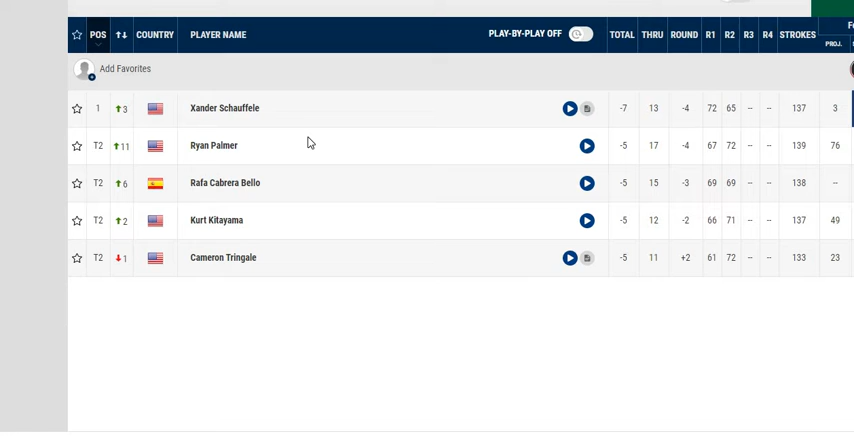 POS COUNTRY PLAYER NAME PLAY-BY-PLAY OFF TOTAL THRU ROUND R1 R2 R3 R4 STROKES PROJ.
Add Favorites
1 3 Xander Schauffele -7 13 -4 72 65 -- -- 137 3
T2 11 Ryan Palmer -5 17 -4 67 72 -- -- 139 76
T2 6 Rafa Cabrera Bello -5 15 -3 69 69 -- -- 138 --
T2 2 Kurt Kitayama -5 12 -2 66 71 -- -- 137 49
T2 1 Cameron Tringale -5 11 +2 61 72 -- -- 133 23